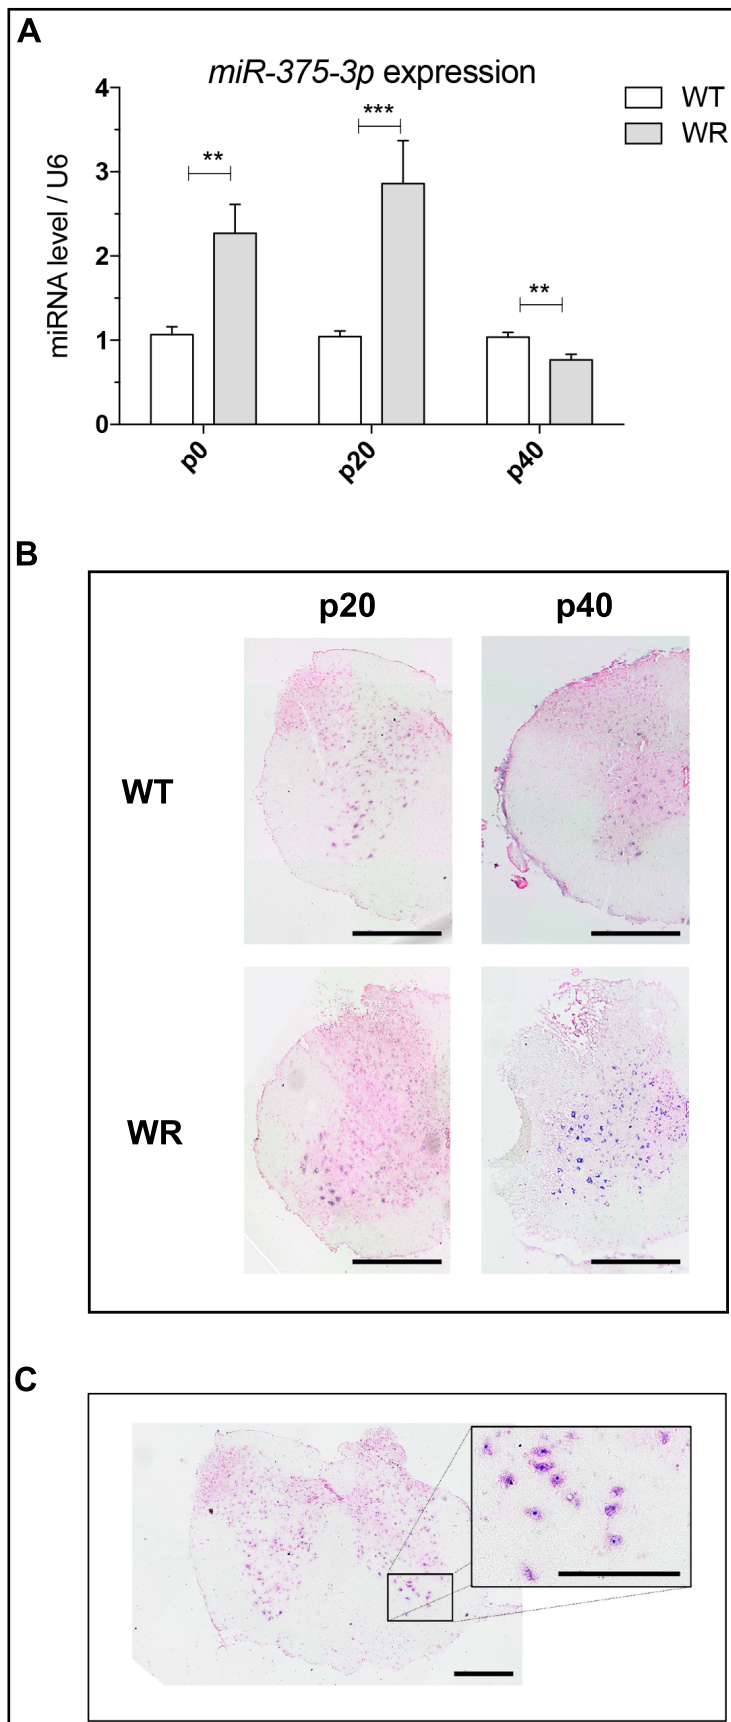 A
miR-375-3p expression
WT
WR
miRNA level / U6
4
3
2
1
0
**
***
**
p0
p20
p40
B
p20
p40
WT
WR
C